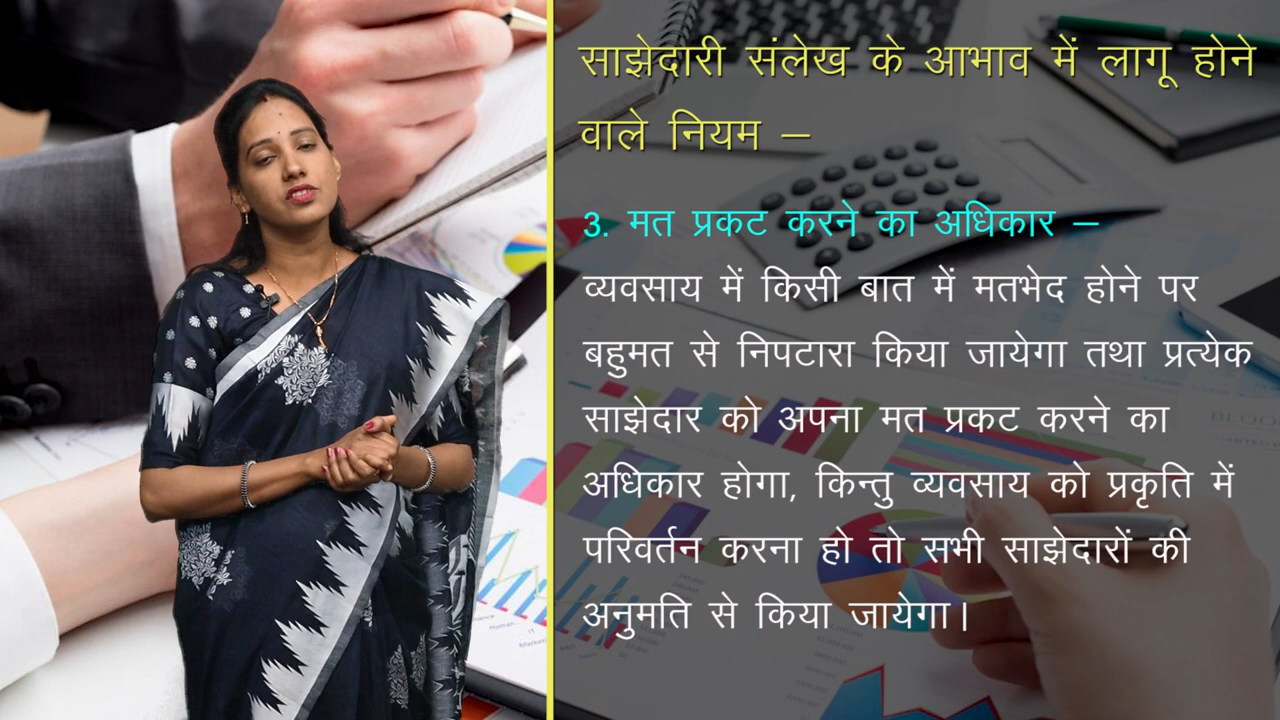 साझेदारी संलेख के आभाव में लागू होने
वाले नियम –
3. मत प्रकट करने का अधिकार –
व्यवसाय में किसी बात में मतभेद होने पर
बहुमत से निपटारा किया जायेगा तथा प्रत्येक
साझेदार को अपना मत प्रकट करने का
अधिकार होगा, किन्तु व्यवसाय को प्रकृति में
परिवर्तन करना हो तो सभी साझेदारों की
अनुमति से किया जायेगा|